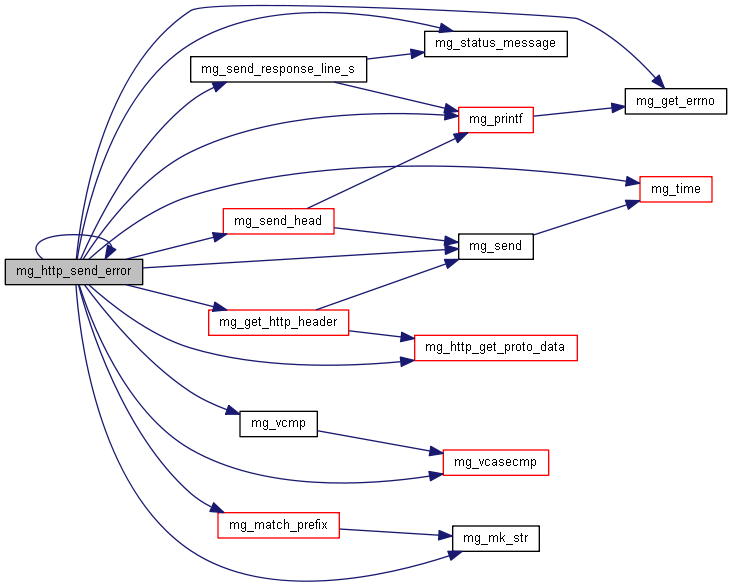 mg_status_message
mg_send_response_line_s
mg_get_errno
mg_printf
mg_time
mg_send_head
mg_send
mg_http_send_error
mg_get_http_header
mg_http_get_proto_data
mg_vcmp
mg_vcasecmp
mg_match_prefix
mg_mk_str